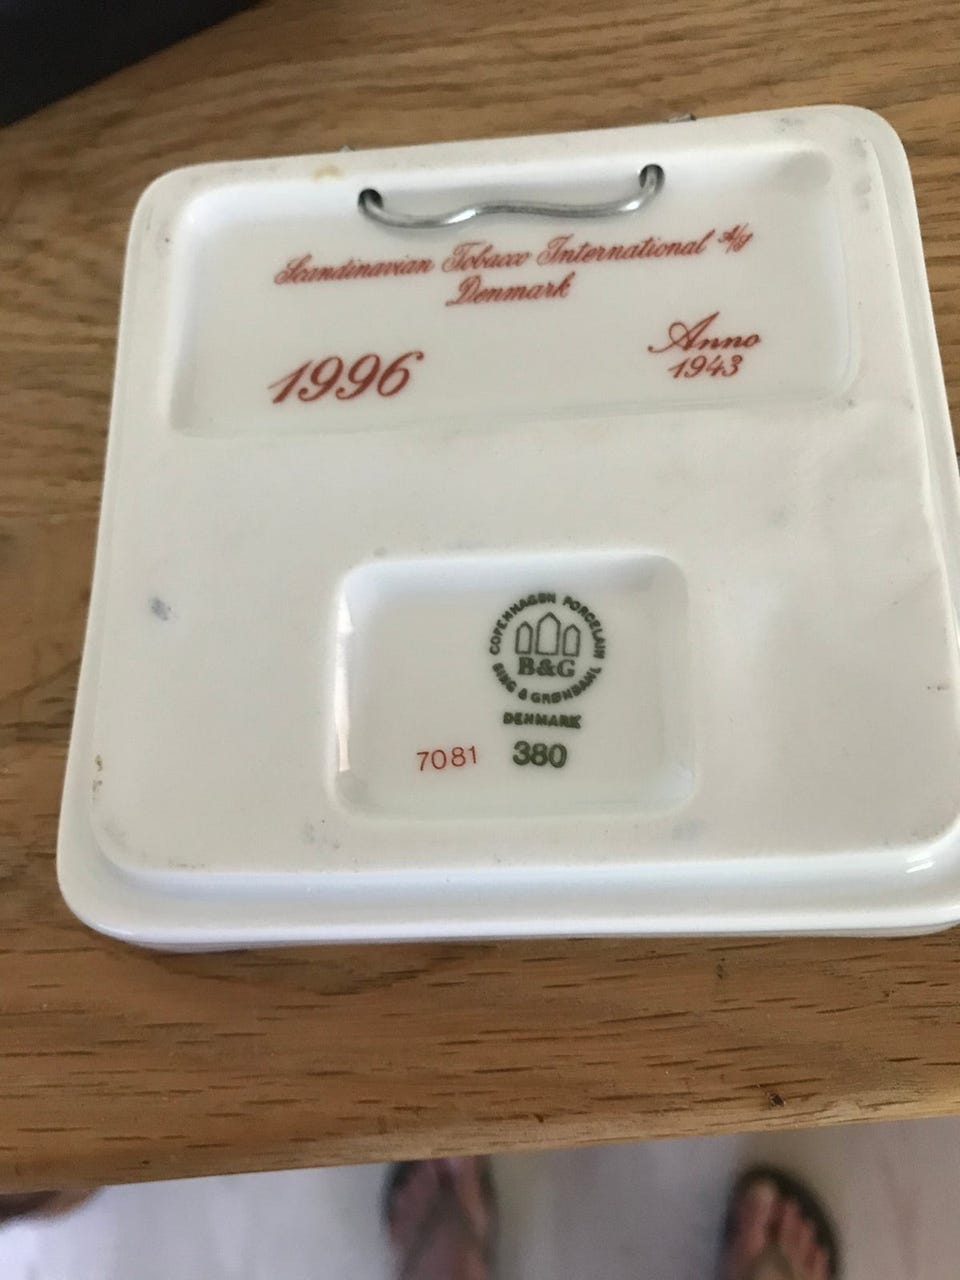 Scandinavian Tobacco International A/S
Denmark
1996
Anno
1943
COPENHAGEN PORCELAIN
B&G
BING & GRØNDAHL
DENMARK
7081 380